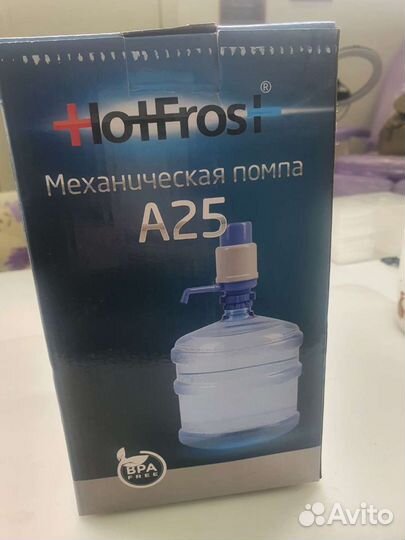 HotFrost®
Механическая помпа
A25
BPA
FREE
Avito